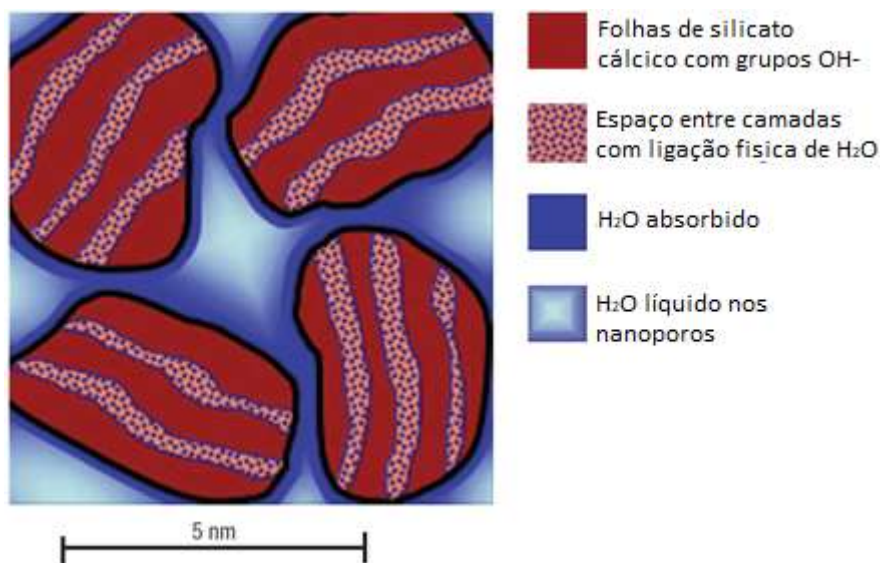 Folhas de silicato
cálcico com grupos OH-
Espaço entre camadas
com ligação fisica de H₂O
H₂O absorbido
H₂O líquido nos
nanoporos
5 nm